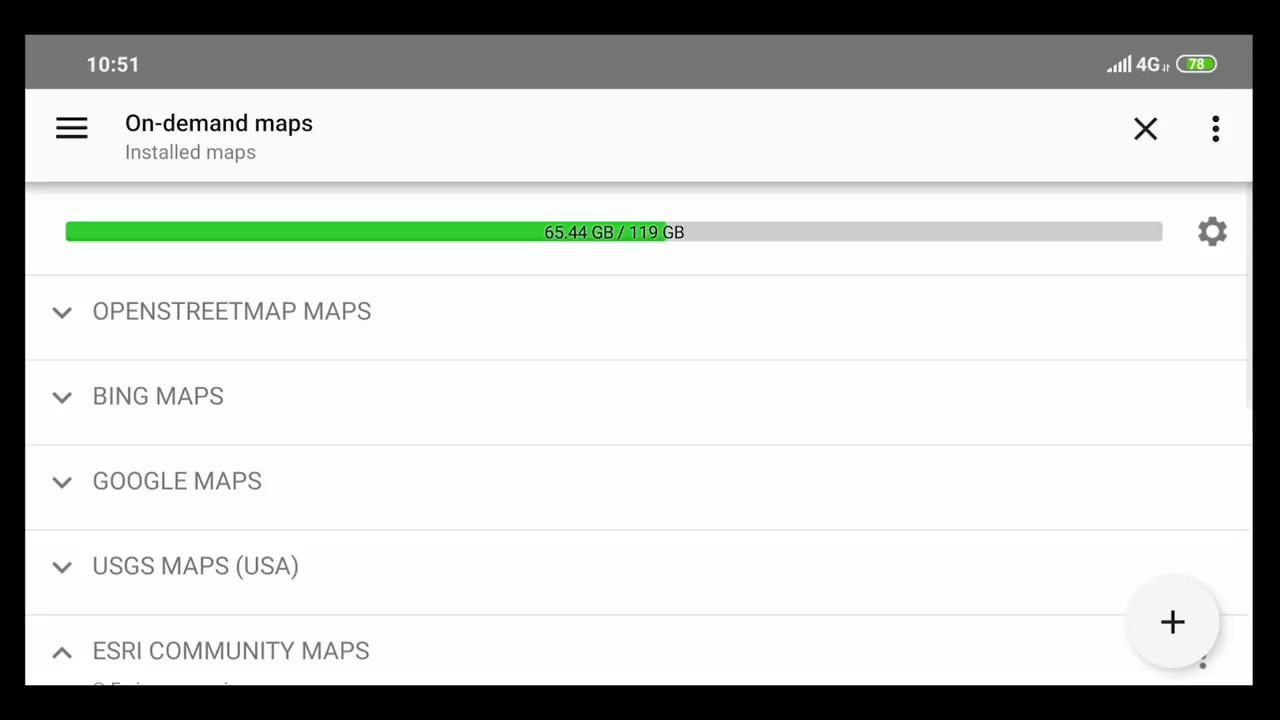 10:51
4G
78
On-demand maps
Installed maps
65.44 GB / 119 GB
OPENSTREETMAP MAPS
BING MAPS
GOOGLE MAPS
USGS MAPS (USA)
ESRI COMMUNITY MAPS